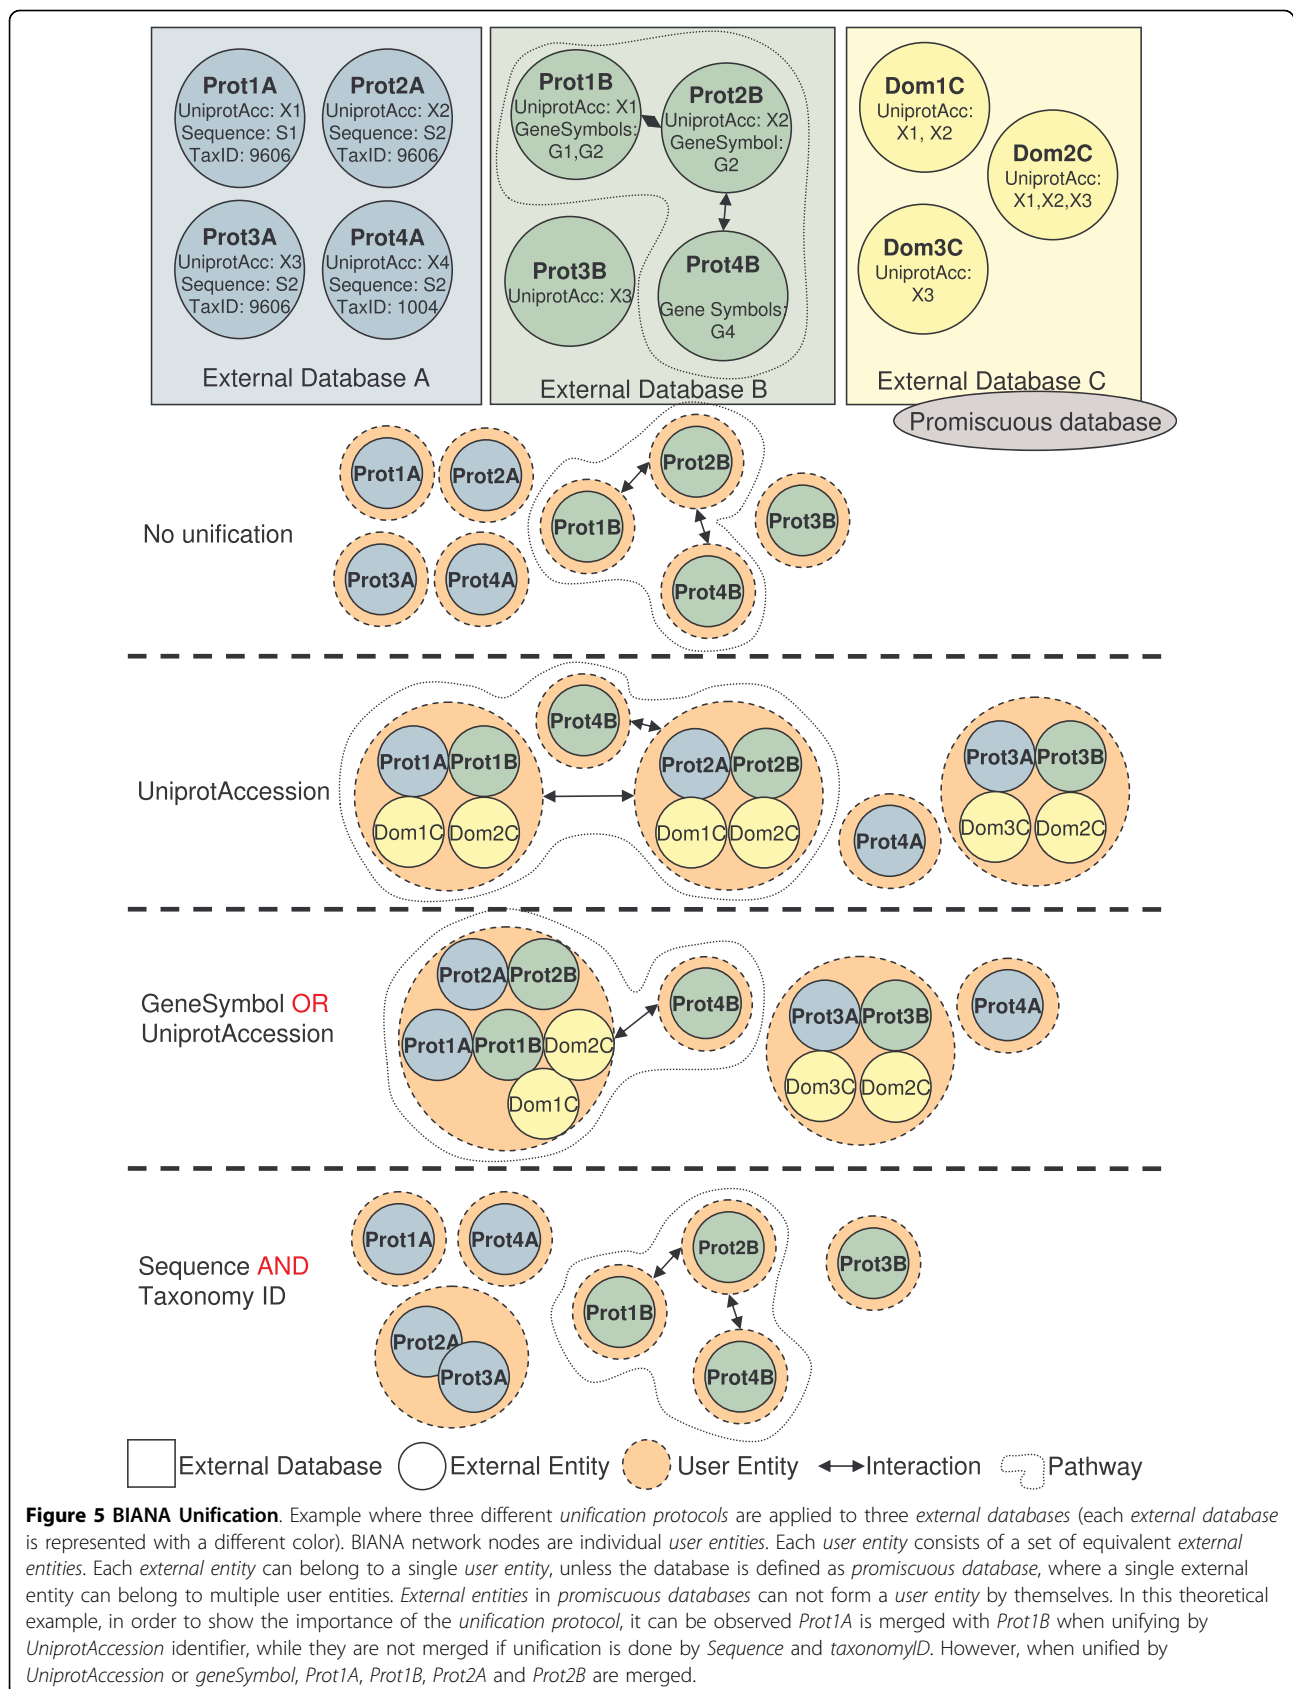 Prot1A
UniprotAcc: X1
Sequence: S1
TaxID: 9606
Prot2A
UniprotAcc: X2
Sequence: S2
TaxID: 9606
Prot3A
UniprotAcc: X3
Sequence: S2
TaxID: 9606
Prot4A
UniprotAcc: X4
Sequence: S2
TaxID: 1004
External Database A
Prot1B
UniprotAcc: X1
GeneSymbols:
G1,G2
Prot2B
UniprotAcc: X2
GeneSymbol:
G2
Prot3B
UniprotAcc: X3
Prot4B
Gene Symbols:
G4
External Database B
Dom1C
UniprotAcc:
X1, X2
Dom2C
UniprotAcc:
X1,X2,X3
Dom3C
UniprotAcc:
X3
External Database C
Promiscuous database
No unification
Prot1A
Prot2A
Prot3A
Prot4A
Prot2B
Prot1B
Prot4B
Prot3B
UniprotAccession
Prot1A
Prot1B
Dom1C
Dom2C
Prot4B
Prot2A
Prot2B
Dom1C
Dom2C
Prot4A
Prot3A
Prot3B
Dom3C
Dom2C
GeneSymbol OR
UniprotAccession
Prot2A
Prot2B
Prot1A
Prot1B
Dom2C
Dom1C
Prot4B
Prot3A
Prot3B
Dom3C
Dom2C
Prot4A
Sequence AND
Taxonomy ID
Prot1A
Prot4A
Prot2A
Prot3A
Prot2B
Prot1B
Prot4B
Prot3B
External Database
External Entity
User Entity
Interaction
Pathway
Figure 5 BIANA Unification. Example where three different unification protocols are applied to three external databases (each external database
is represented with a different color). BIANA network nodes are individual user entities. Each user entity consists of a set of equivalent external
entities. Each external entity can belong to a single user entity, unless the database is defined as promiscuous database, where a single external
entity can belong to multiple user entities. External entities in promiscuous databases can not form a user entity by themselves. In this theoretical
example, in order to show the importance of the unification protocol, it can be observed Prot1A is merged with Prot1B when unifying by
UniprotAccession identifier, while they are not merged if unification is done by Sequence and taxonomyID. However, when unified by
UniprotAccession or geneSymbol, Prot1A, Prot1B, Prot2A and Prot2B are merged.